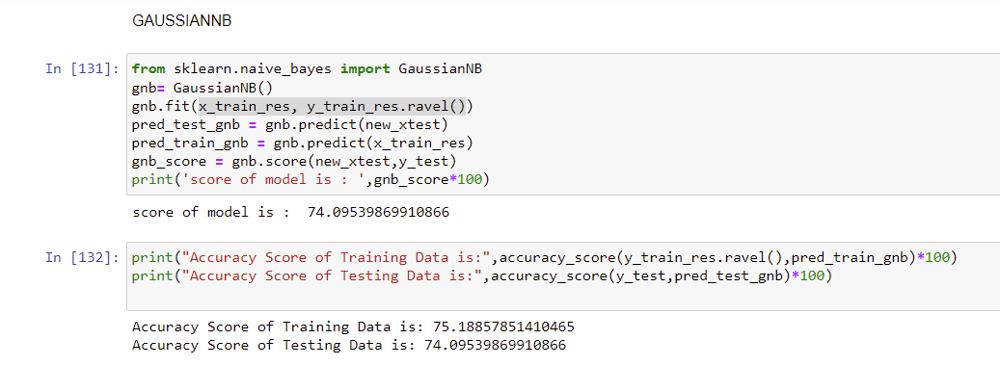 GAUSSIANNB
In [131]: from sklearn.naive_bayes import GaussianNB
gnb= GaussianNB()
gnb.fit(x_train_res, y_train_res.ravel())
pred_test_gnb = gnb.predict(new_xtest)
pred_train_gnb = gnb.predict(x_train_res)
gnb_score = gnb.score(new_xtest,y_test)
print('score of model is : ',gnb_score*100)
score of model is :  74.09539869910866
In [132]: print("Accuracy Score of Training Data is:",accuracy_score(y_train_res.ravel(),pred_train_gnb)*100)
print("Accuracy Score of Testing Data is:",accuracy_score(y_test,pred_test_gnb)*100)
Accuracy Score of Training Data is: 75.18857851410465
Accuracy Score of Testing Data is: 74.09539869910866